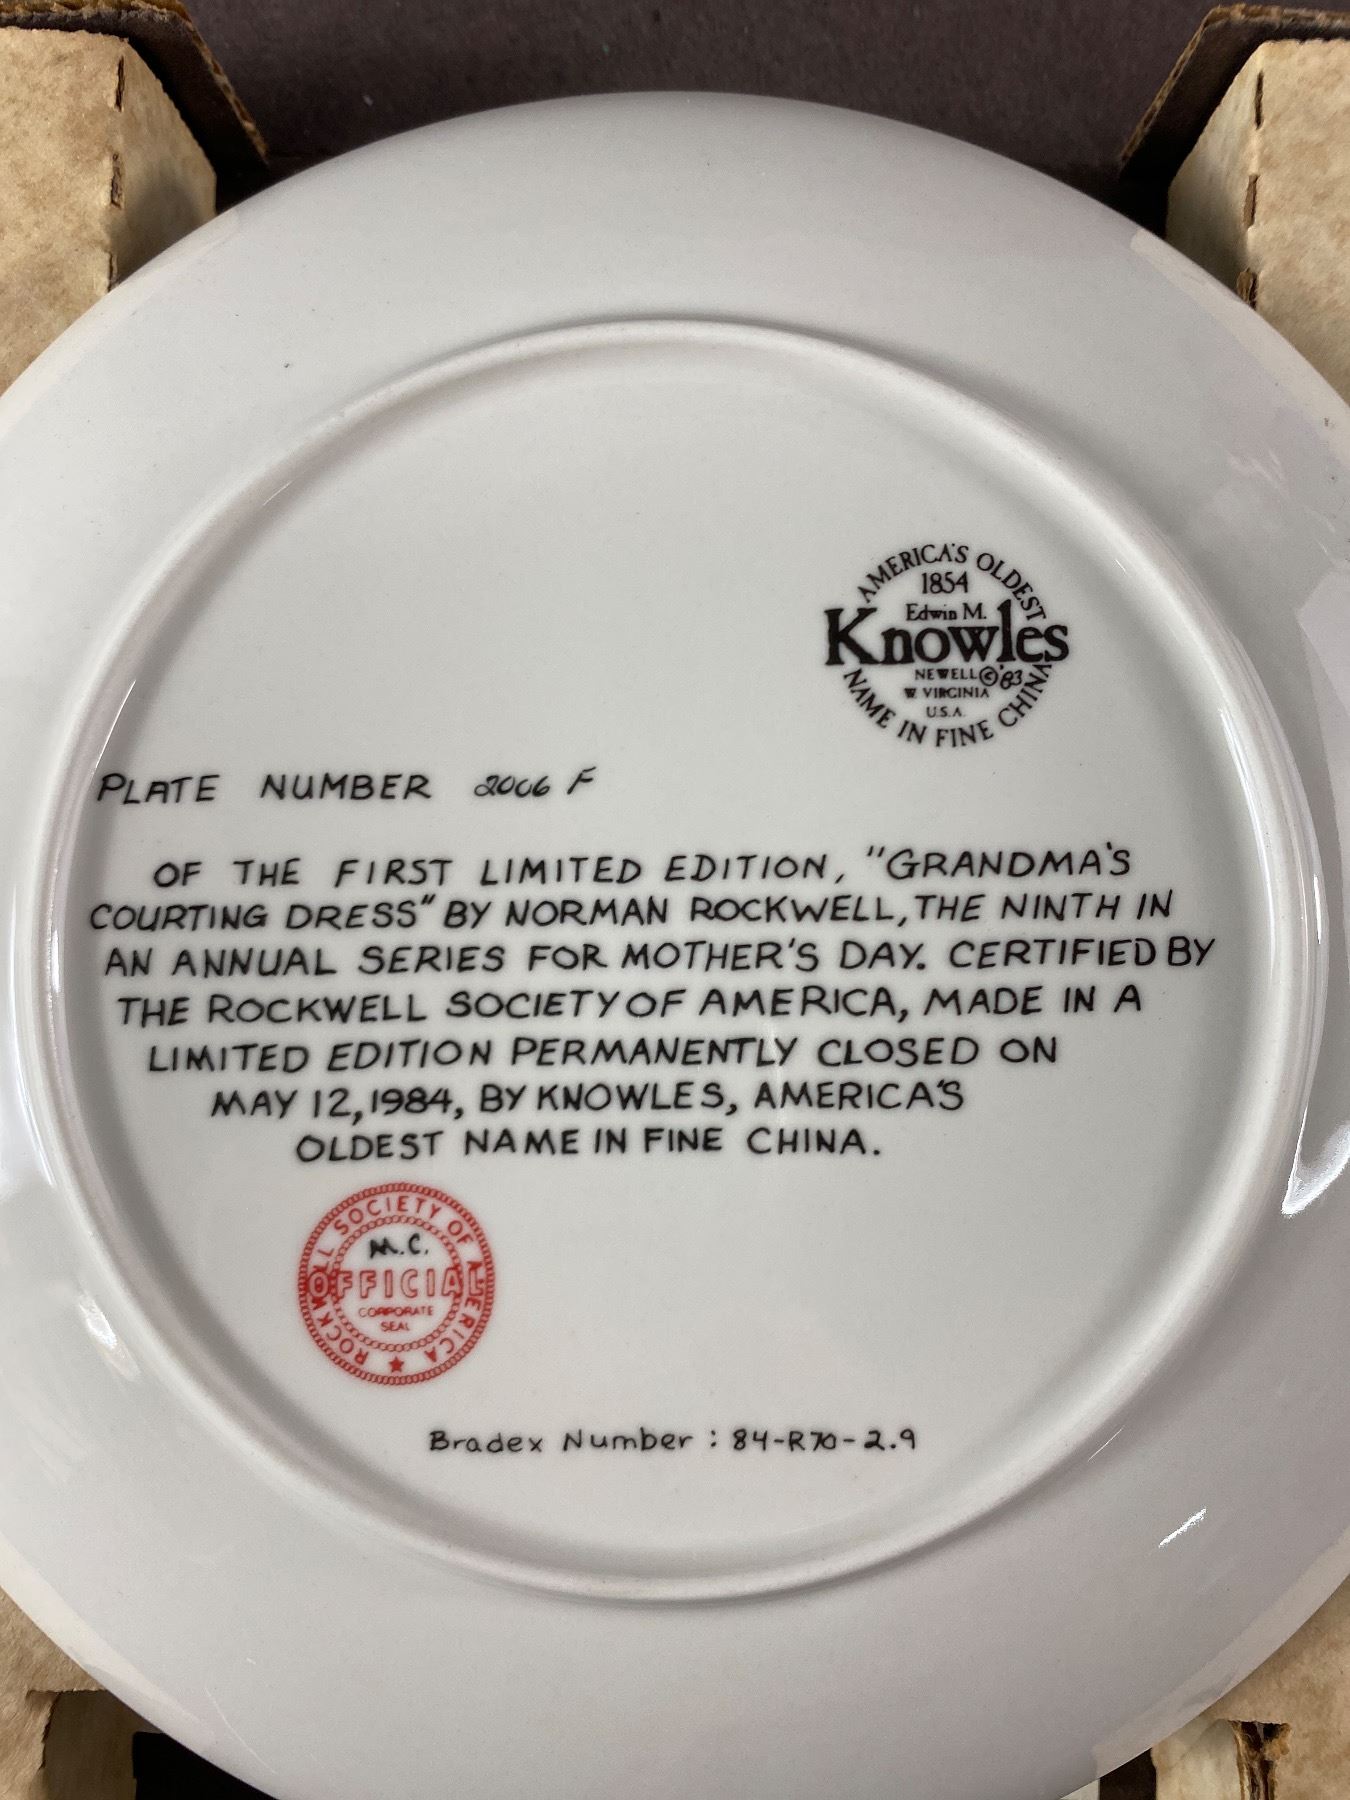 AMERICA'S OLDEST
1854
Edwin M.
Knowles
NEWELL © '83
W. VIRGINIA
U.S.A.
NAME IN FINE CHINA
PLATE NUMBER 2006 F
OF THE FIRST LIMITED EDITION, "GRANDMA'S
COURTING DRESS" BY NORMAN ROCKWELL, THE NINTH IN
AN ANNUAL SERIES FOR MOTHER'S DAY. CERTIFIED BY
THE ROCKWELL SOCIETY OF AMERICA, MADE IN A
LIMITED EDITION PERMANENTLY CLOSED ON
MAY 12, 1984, BY KNOWLES, AMERICA'S
OLDEST NAME IN FINE CHINA.
ROCKWELL SOCIETY OF AMERICA
M.C.
OFFICIAL
CORPORATE
SEAL
Bradex Number: 84-R70-2.9